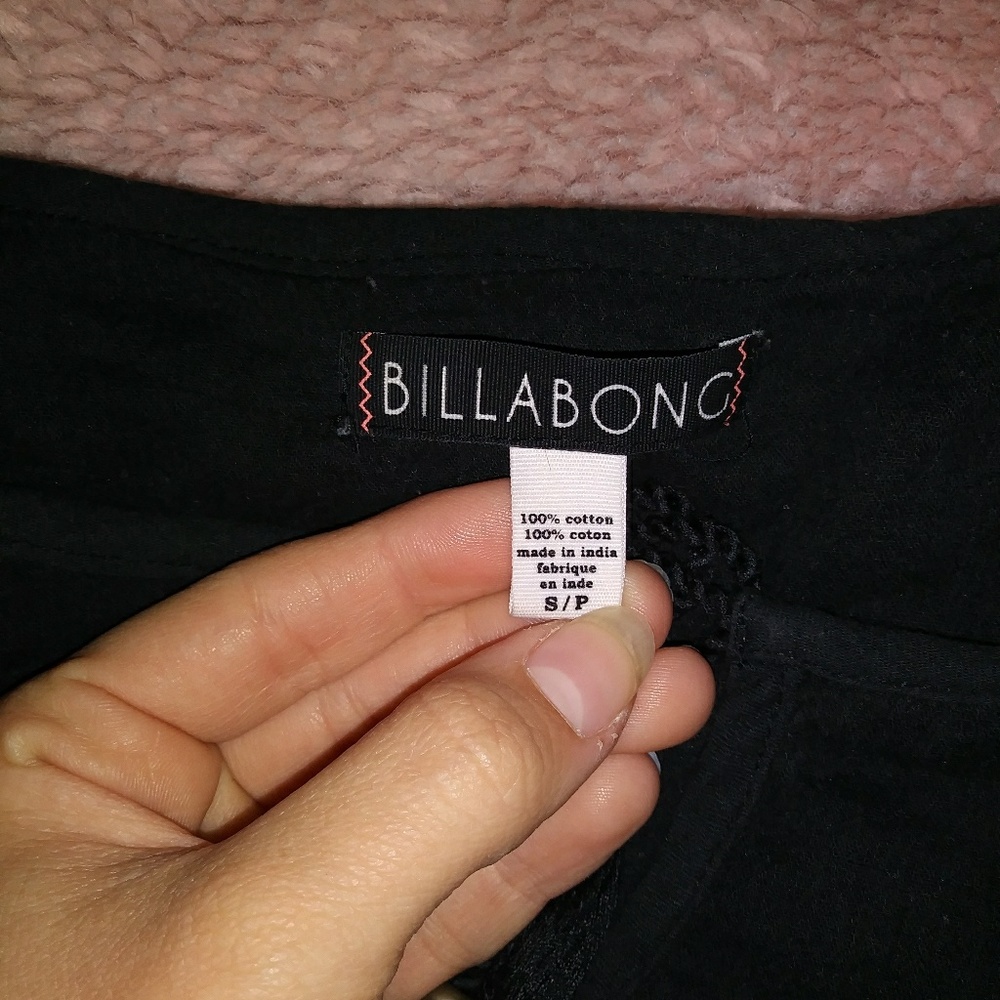 BILLABONG
100% cotton
100% coton
made in india
fabrique
en inde
S/P